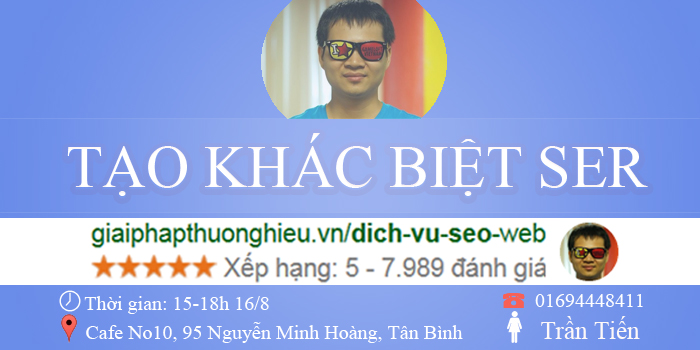 TẠO KHÁC BIỆT SER
giaiphapthuonghieu.vn/dich-vu-seo-web
Xếp hạng: 5 - 7.989 đánh giá
Thời gian: 15-18h 16/8
01694448411
Cafe No10, 95 Nguyễn Minh Hoàng, Tân Bình
Trần Tiến